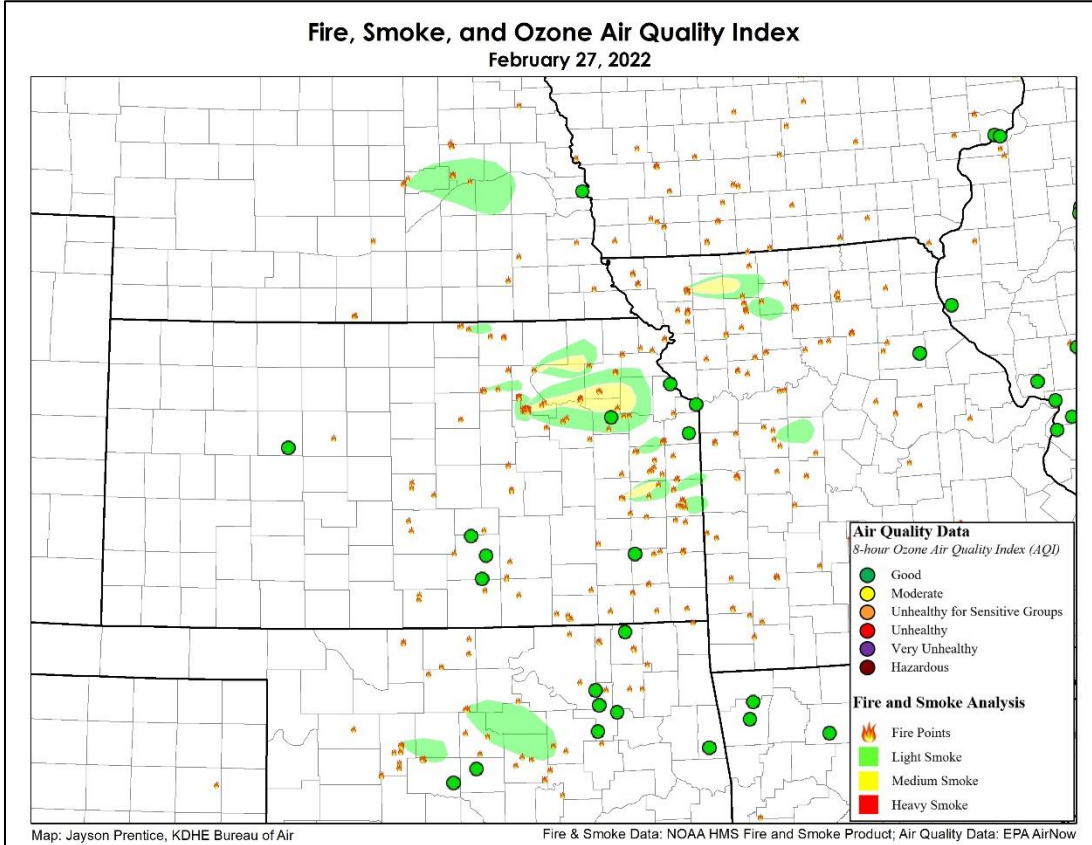 Fire, Smoke, and Ozone Air Quality Index
February 27, 2022
Air Quality Data
8-hour Ozone Air Quality Index (AQI)
Good
Moderate
Unhealthy for Sensitive Groups
Unhealthy
Very Unhealthy
Hazardous
Fire and Smoke Analysis
Fire Points
Light Smoke
Medium Smoke
Heavy Smoke
Map: Jayson Prentice, KDHE Bureau of Air
Fire & Smoke Data: NOAA HMS Fire and Smoke Product; Air Quality Data: EPA AirNow